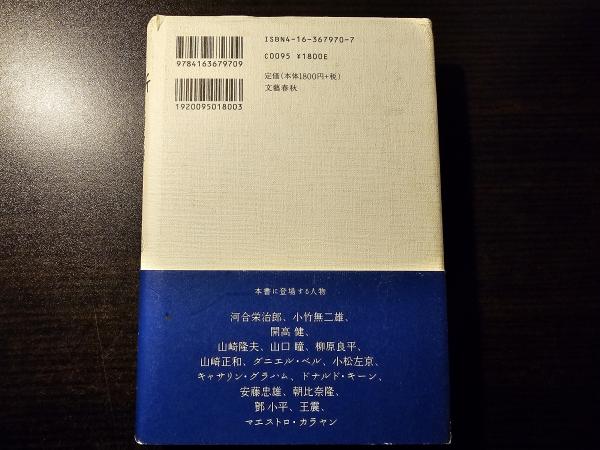 ISBN4-16-367970-7
C0095 ¥1800E
定価(本体1800円+税)
文藝春秋
9784163679709
1920095018003
本書に登場する人物
河合栄治郎、小竹無二雄、
開高 健、
山崎隆夫、山口 瞳、柳原良平、
山崎正和、ダニエル・ベル、小松左京、
キャサリン・グラハム、ドナルド・キーン、
安藤忠雄、朝比奈隆、
鄧 小平、王震、
マエストロ・カラヤン